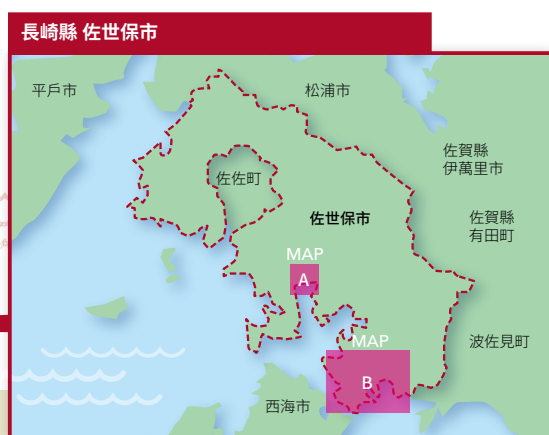 長崎縣 佐世保市
平戶市
松浦市
佐賀縣
伊萬里市
佐佐町
佐世保市
佐賀縣
有田町
MAP
A
波佐見町
MAP
B
西海市